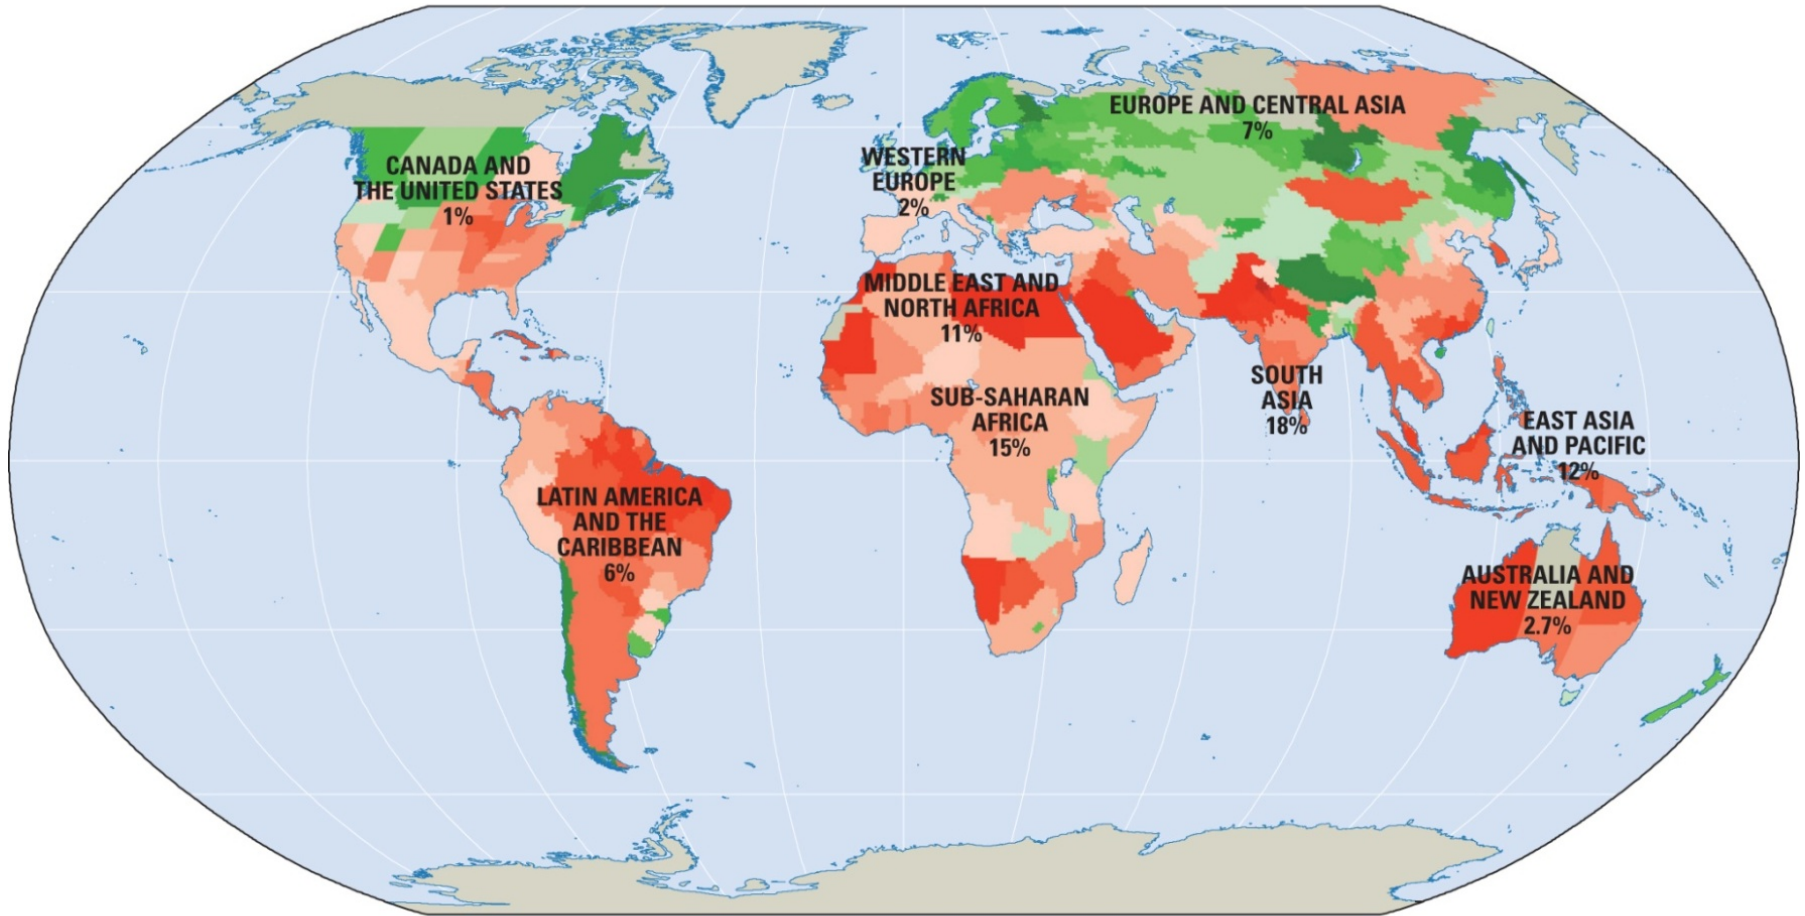 EUROPE AND CENTRAL ASIA
7%
CANADA AND
THE UNITED STATES
1%
WESTERN
EUROPE
2%
MIDDLE EAST AND
NORTH AFRICA
11%
SUB-SAHARAN
AFRICA
15%
SOUTH
ASIA
18%
EAST ASIA
AND PACIFIC
12%
LATIN AMERICA
AND THE
CARIBBEAN
6%
AUSTRALIA AND
NEW ZEALAND
2.7%